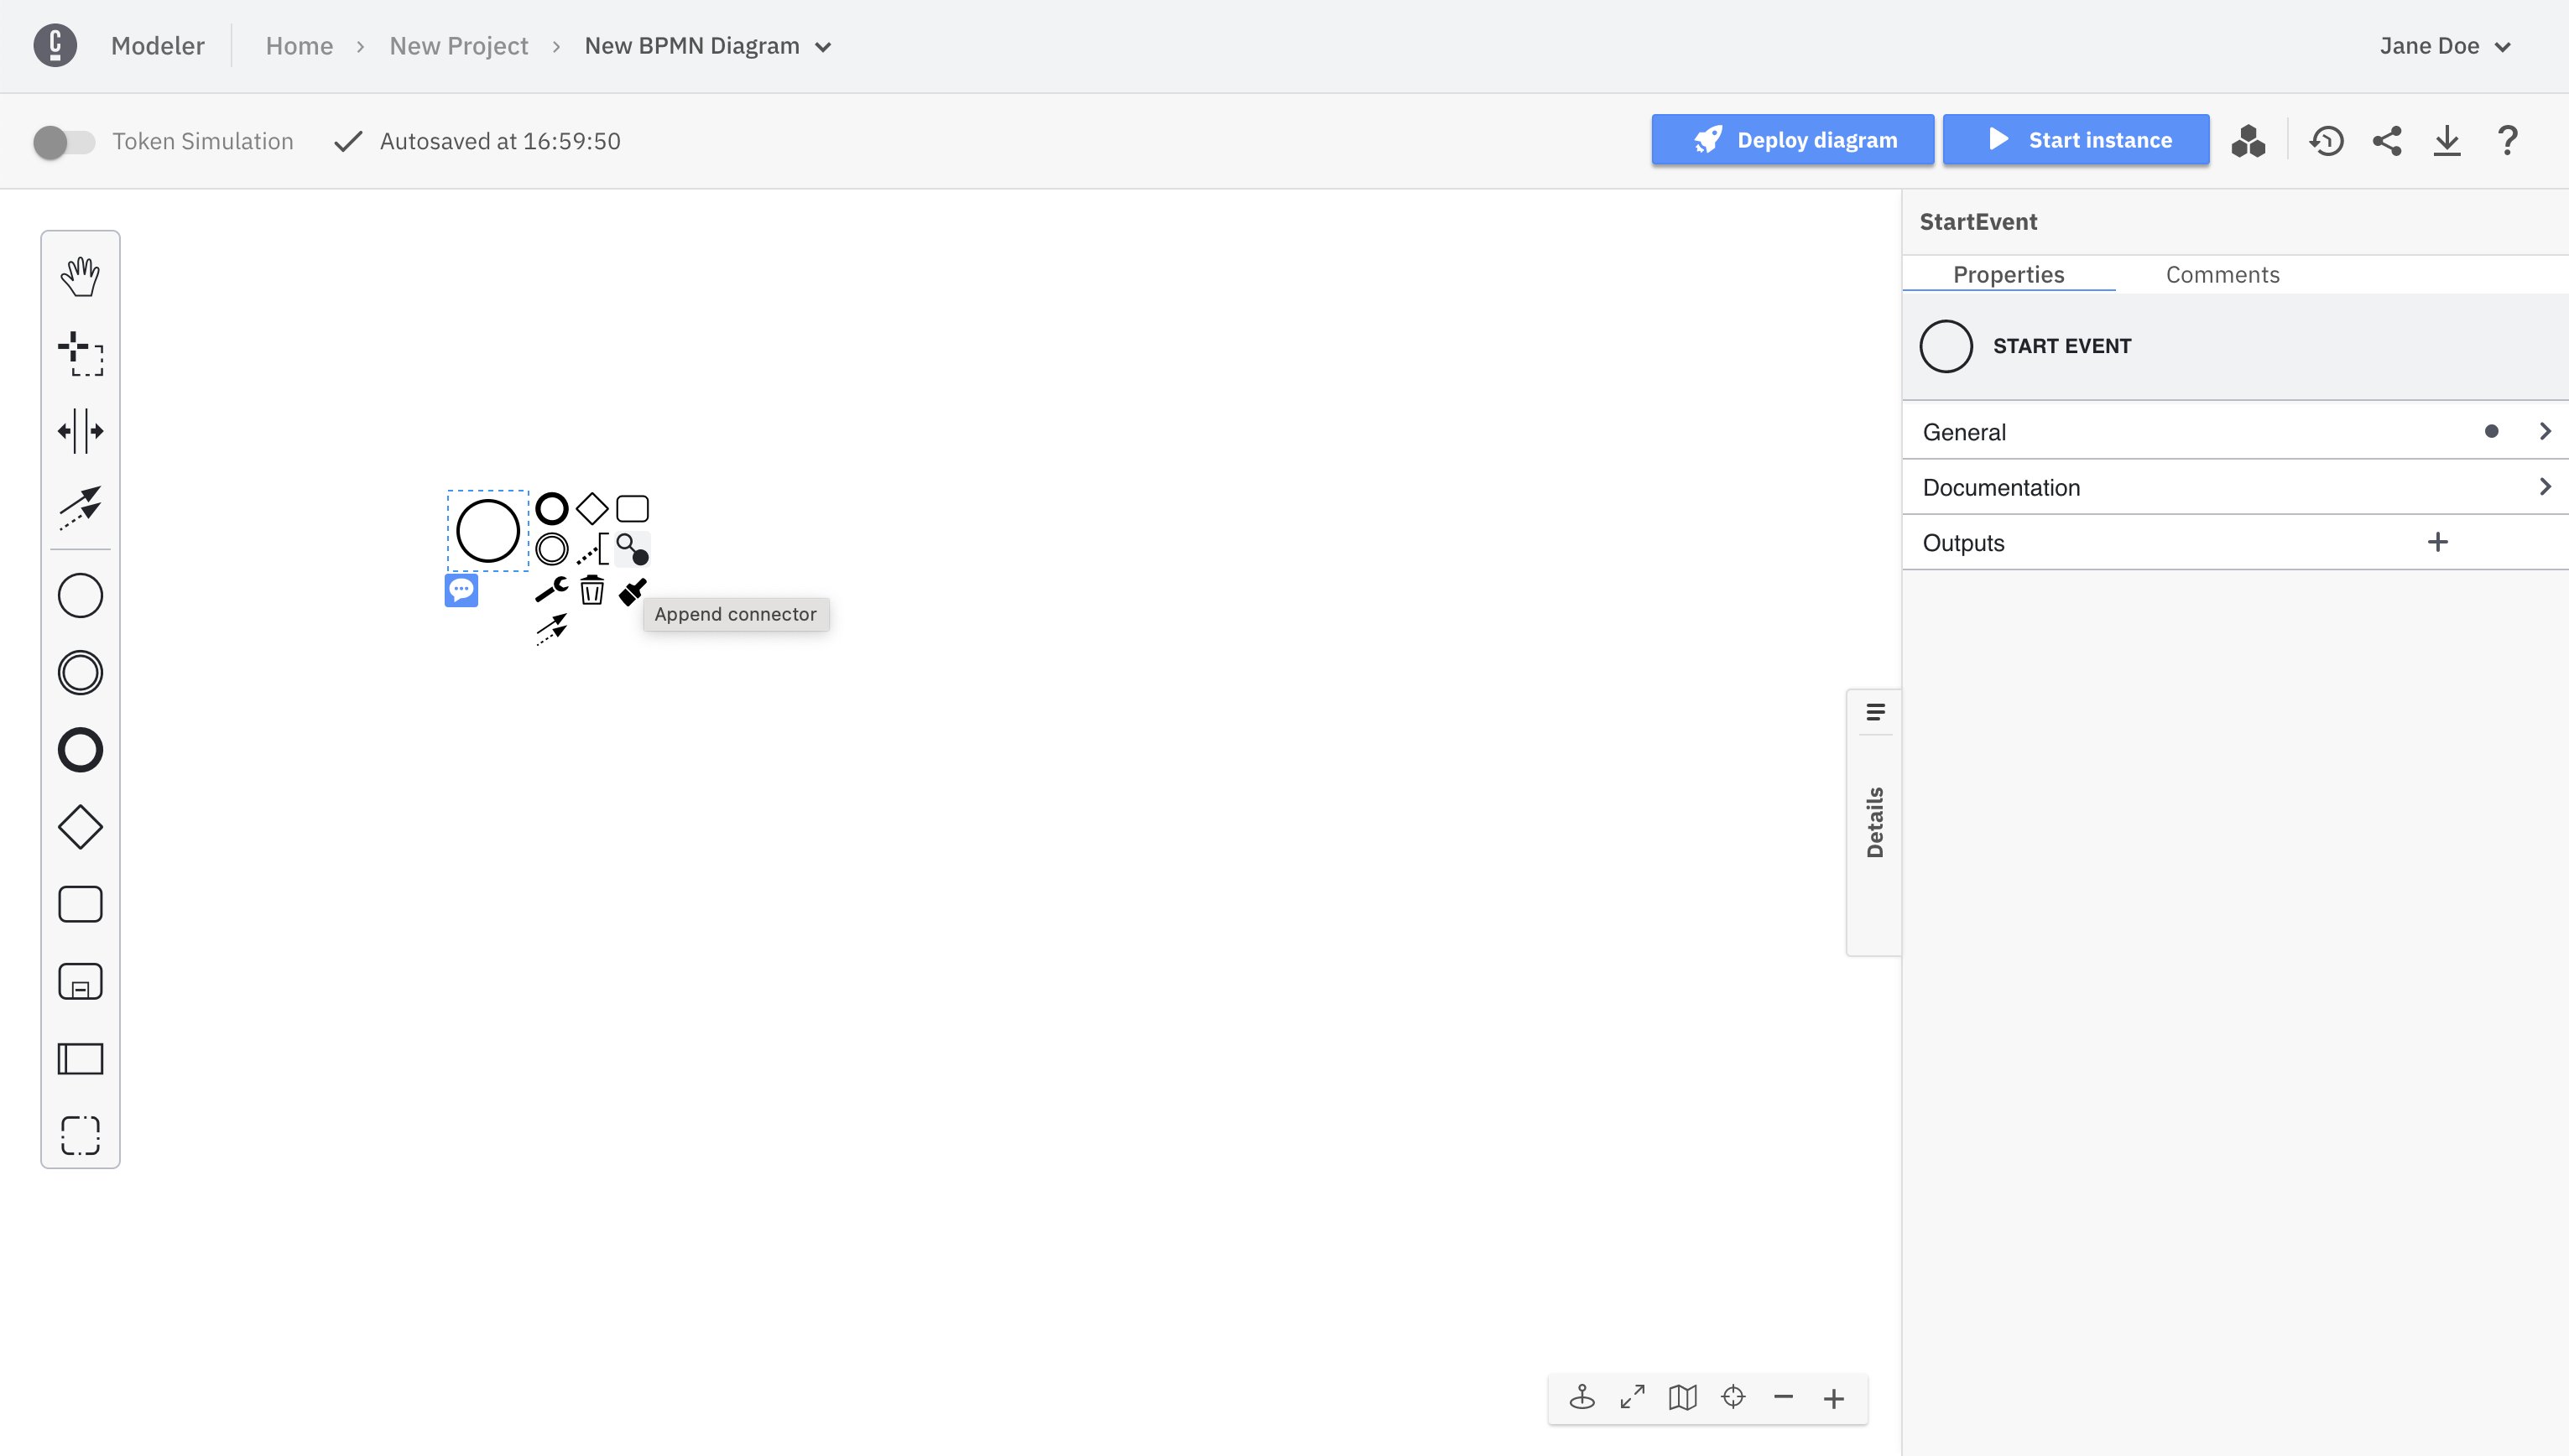 Modeler
Home > New Project > New BPMN Diagram
Jane Doe
Token Simulation
Autosaved at 16:59:50
Deploy diagram
Start instance
StartEvent
Properties
Comments
START EVENT
General
Documentation
Outputs
Append connector
Details